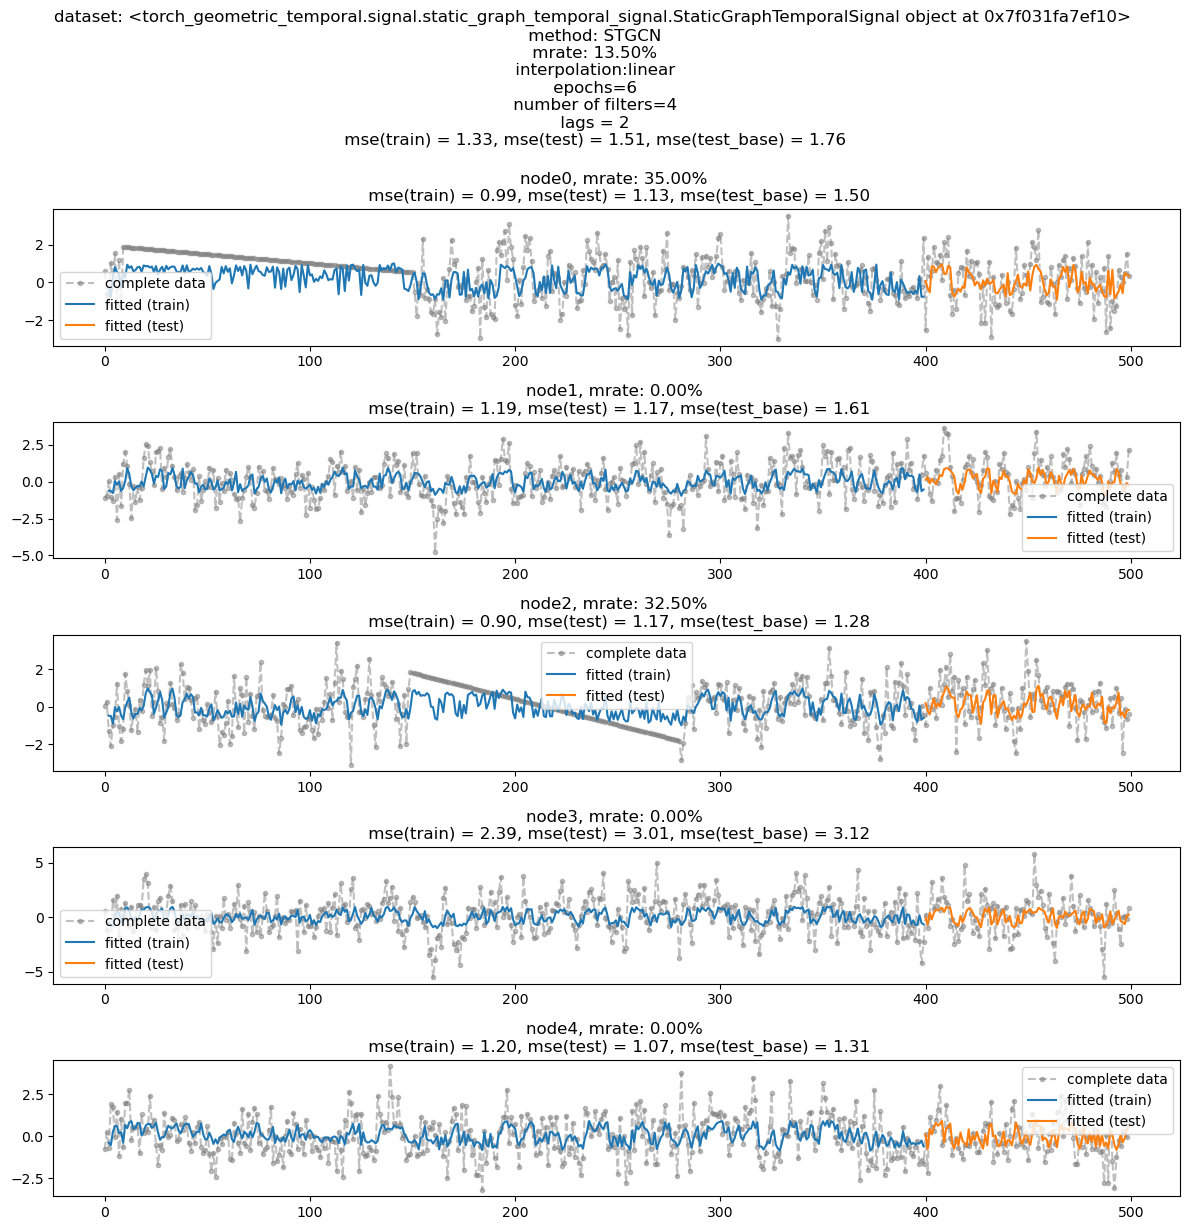 dataset: <torch_geometric_temporal.signal.static_graph_temporal_signal.StaticGraphTemporalSignal object at 0x7f031fa7ef10>
method: STGCN
mrate: 13.50%
interpolation:linear
epochs=6
number of filters=4
lags = 2
mse(train) = 1.33, mse(test) = 1.51, mse(test_base) = 1.76
node0, mrate: 35.00%
mse(train) = 0.99, mse(test) = 1.13, mse(test_base) = 1.50
2
0
−2
complete data
fitted (train)
fitted (test)
0 100 200 300 400 500
node1, mrate: 0.00%
mse(train) = 1.19, mse(test) = 1.17, mse(test_base) = 1.61
2.5
0.0
−2.5
−5.0
complete data
fitted (train)
fitted (test)
0 100 200 300 400 500
node2, mrate: 32.50%
mse(train) = 0.90, mse(test) = 1.17, mse(test_base) = 1.28
2
0
−2
complete data
fitted (train)
fitted (test)
0 100 200 300 400 500
node3, mrate: 0.00%
mse(train) = 2.39, mse(test) = 3.01, mse(test_base) = 3.12
5
0
−5
complete data
fitted (train)
fitted (test)
0 100 200 300 400 500
node4, mrate: 0.00%
mse(train) = 1.20, mse(test) = 1.07, mse(test_base) = 1.31
2.5
0.0
−2.5
complete data
fitted (train)
fitted (test)
0 100 200 300 400 500